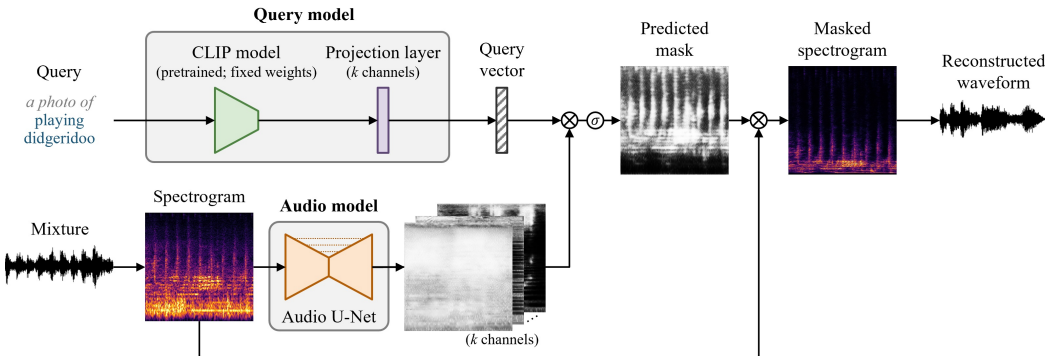 Query model
CLIP model
(pretrained; fixed weights)
Projection layer
(k channels)
Query
vector
Predicted
mask
Masked
spectrogram
Reconstructed
waveform
Query
a photo of
playing
didgeridoo
σ
Mixture
Spectrogram
Audio model
Audio U-Net
(k channels)